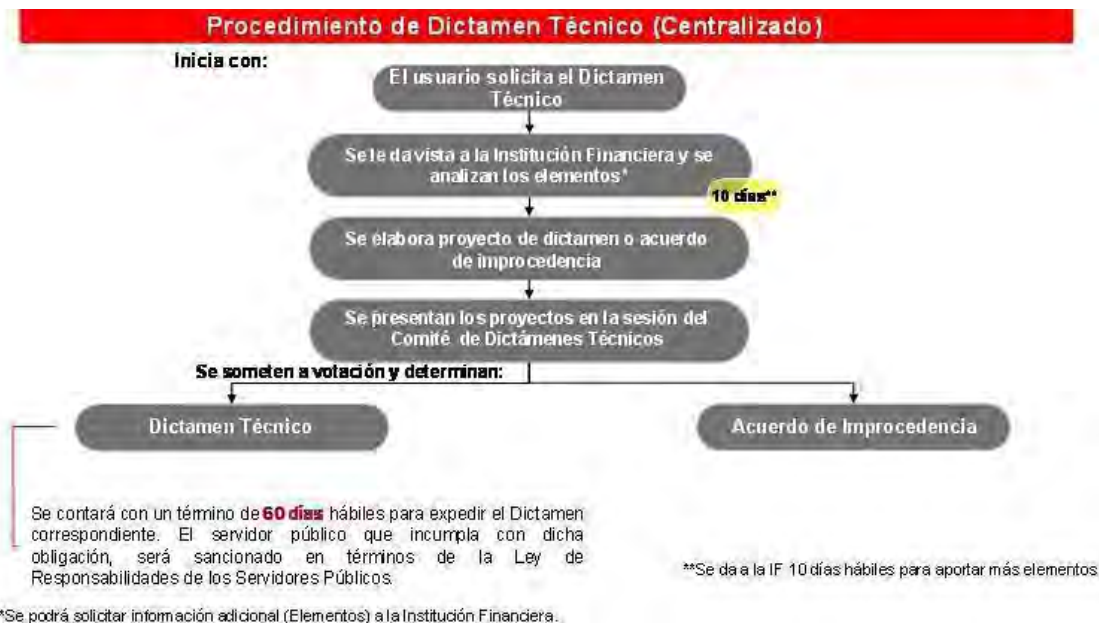 Procedimiento de Dictamen Técnico (Centralizado)
Inicia con:
El usuario solicita el Dictamen
Técnico
Se le da vista a la Institución Financiera y se
analizan los elementos*
10 días**
Se elabora proyecto de dictamen o acuerdo
de improcedencia
Se presentan los proyectos en la sesión del
Comité de Dictámenes Técnicos
Se someten a votación y determinan:
Dictamen Técnico
Acuerdo de Improcedencia
Se contará con un término de 60 días hábiles para expedir el Dictamen
correspondiente. El servidor público que incumpla con dicha
obligación, será sancionado en términos de la Ley de
Responsabilidades de los Servidores Públicos.
**Se da a la IF 10 días hábiles para aportar más elementos
*Se podrá solicitar información adicional (Elementos) a la Institución Financiera.